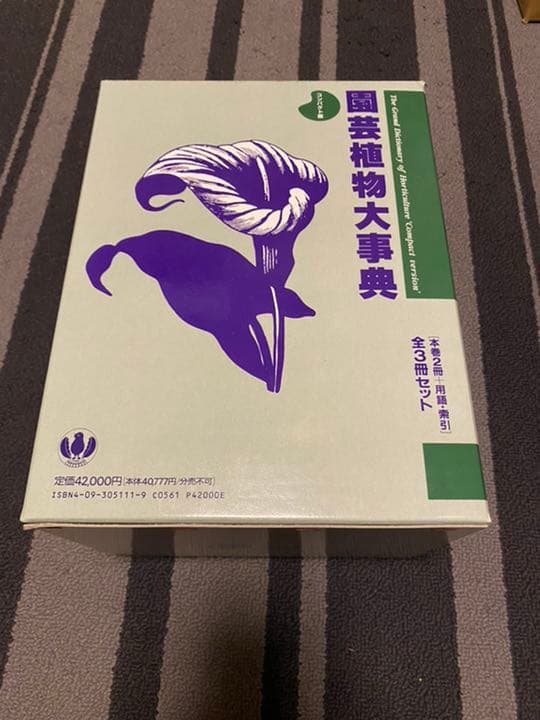 The Grand Dictionary of Horticulture 'Compact version'
コンパクト版
園芸植物大事典
[本巻2冊+用語・索引]
全3冊セット
定価42,000円[本体40,777円/分売不可]
ISBN4-09-305111-9 C0561 P42000E